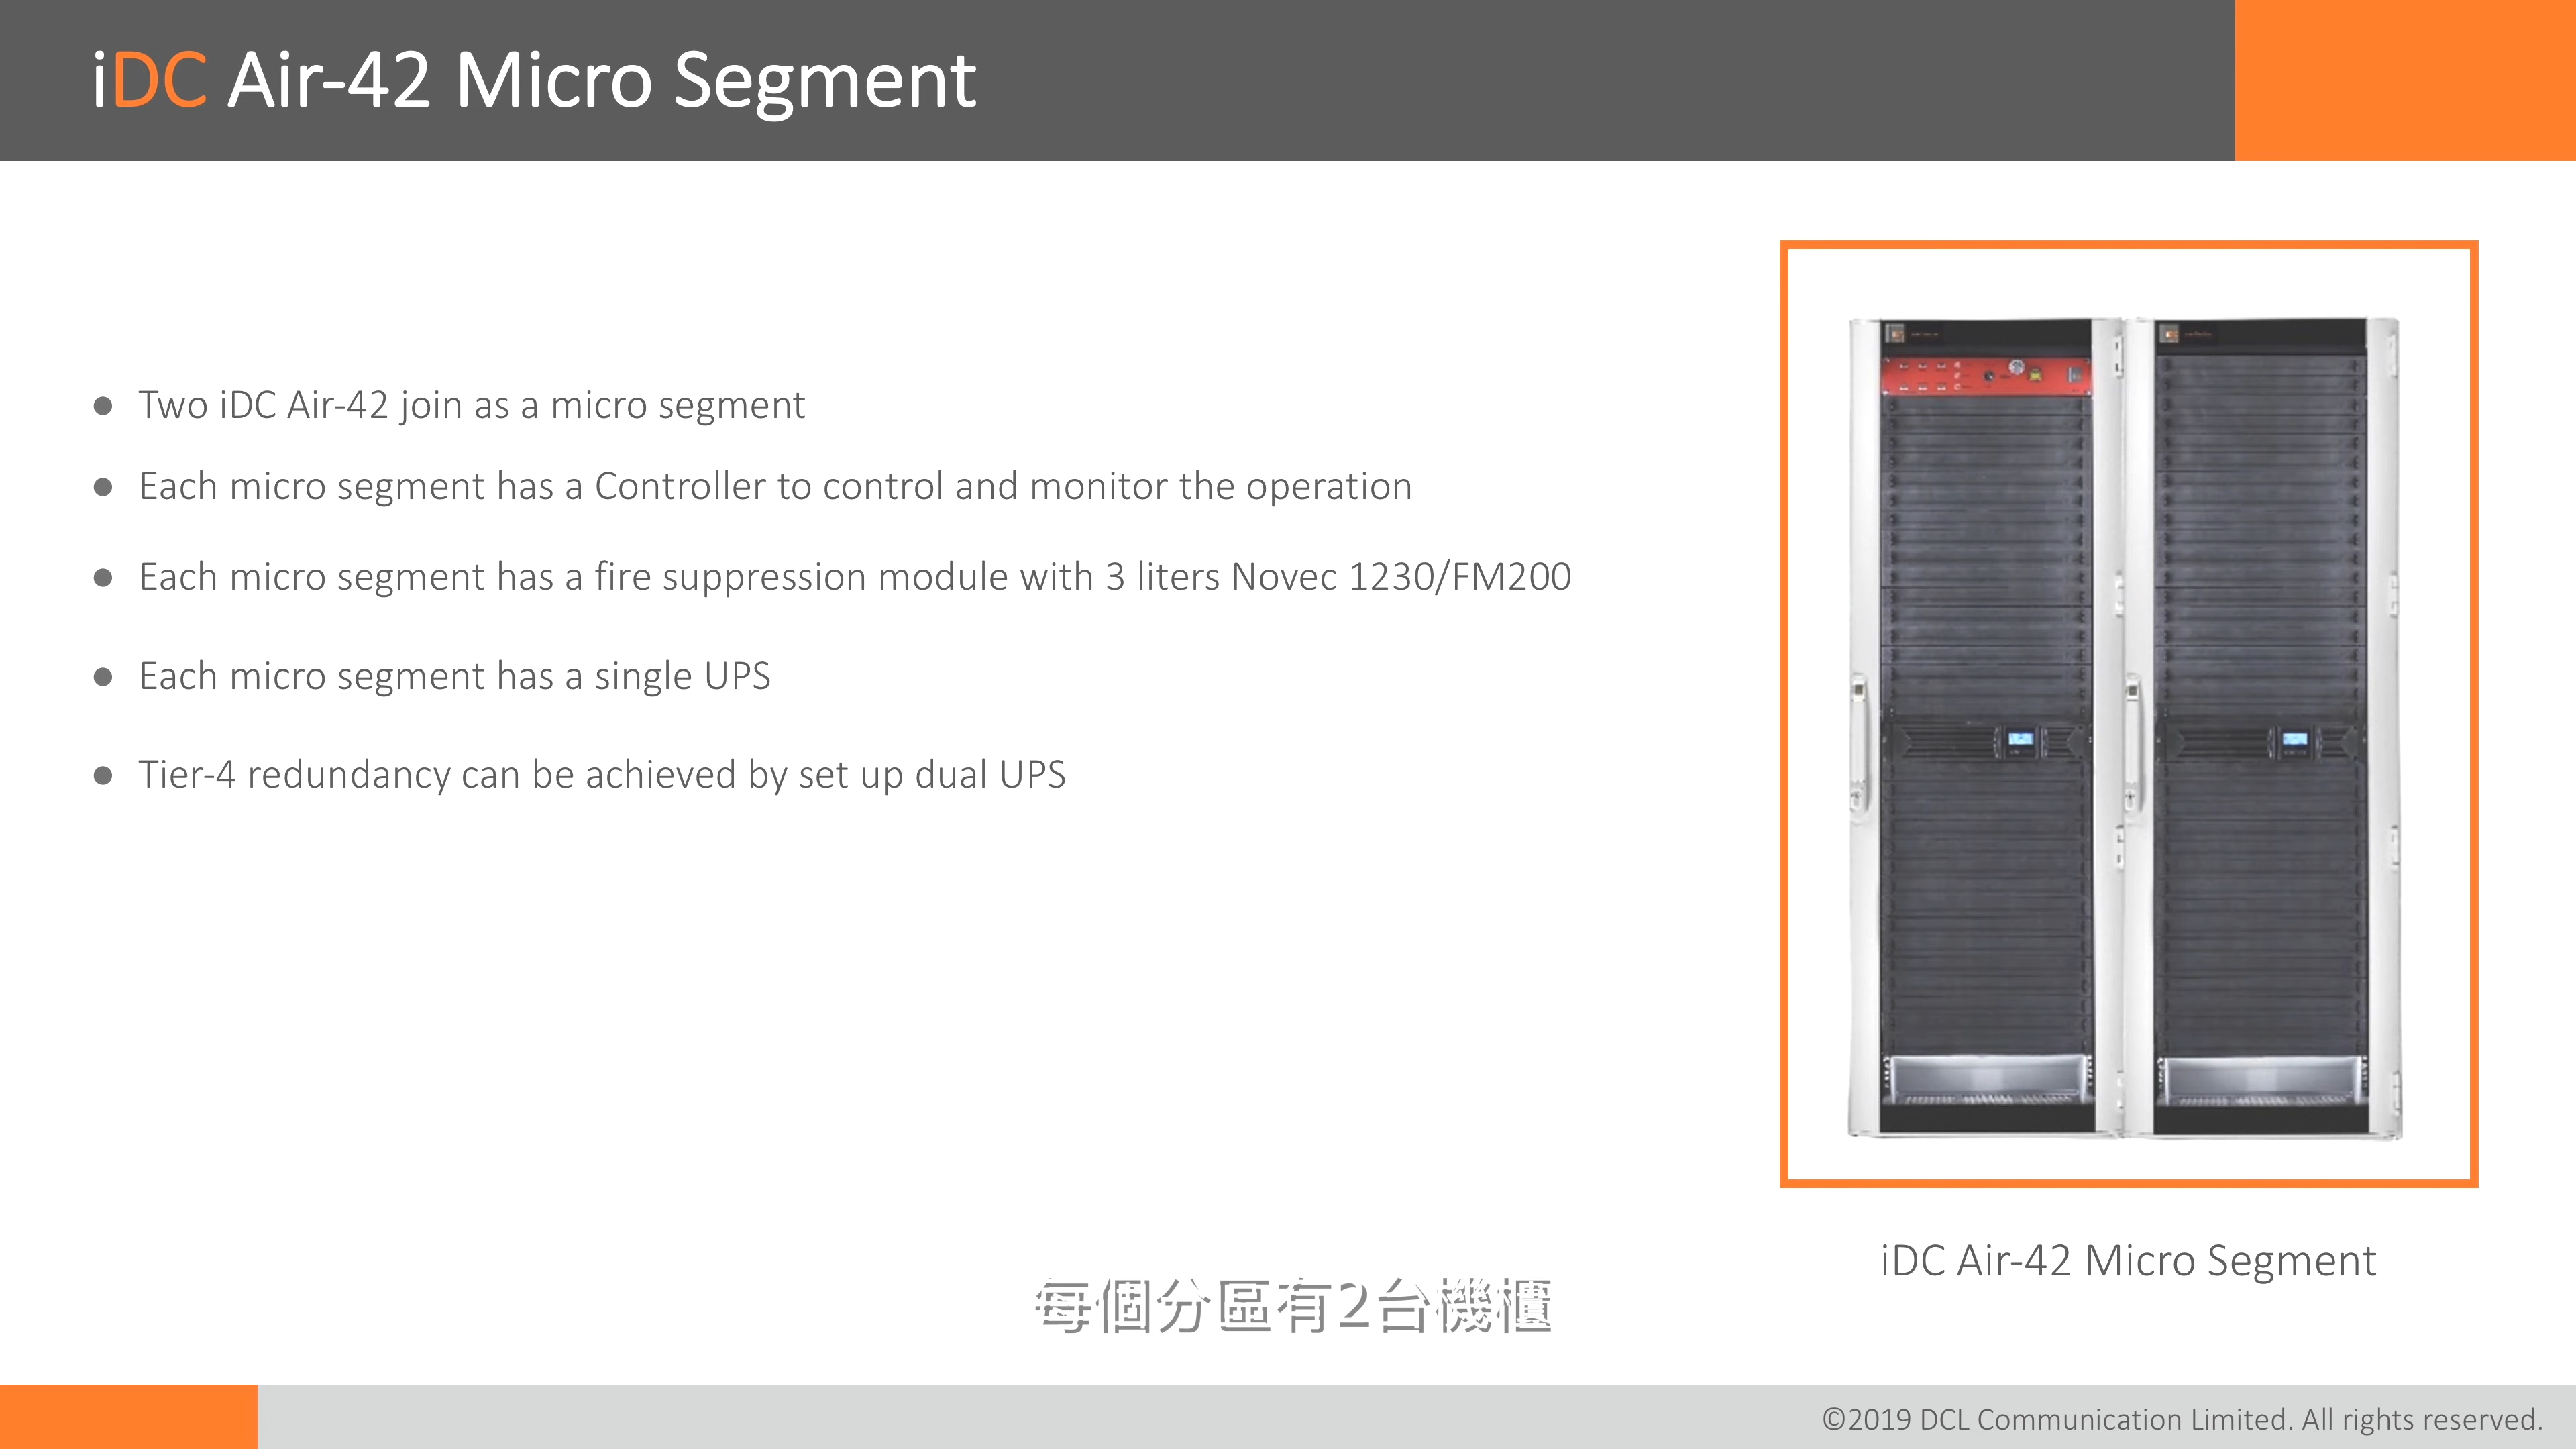 iDC Air-42 Micro Segment
● Two iDC Air-42 join as a micro segment
● Each micro segment has a Controller to control and monitor the operation
● Each micro segment has a fire suppression module with 3 liters Novec 1230/FM200
● Each micro segment has a single UPS
● Tier-4 redundancy can be achieved by set up dual UPS
iDC Air-42 Micro Segment
每個分區有2台機櫃
©2019 DCL Communication Limited. All rights reserved.